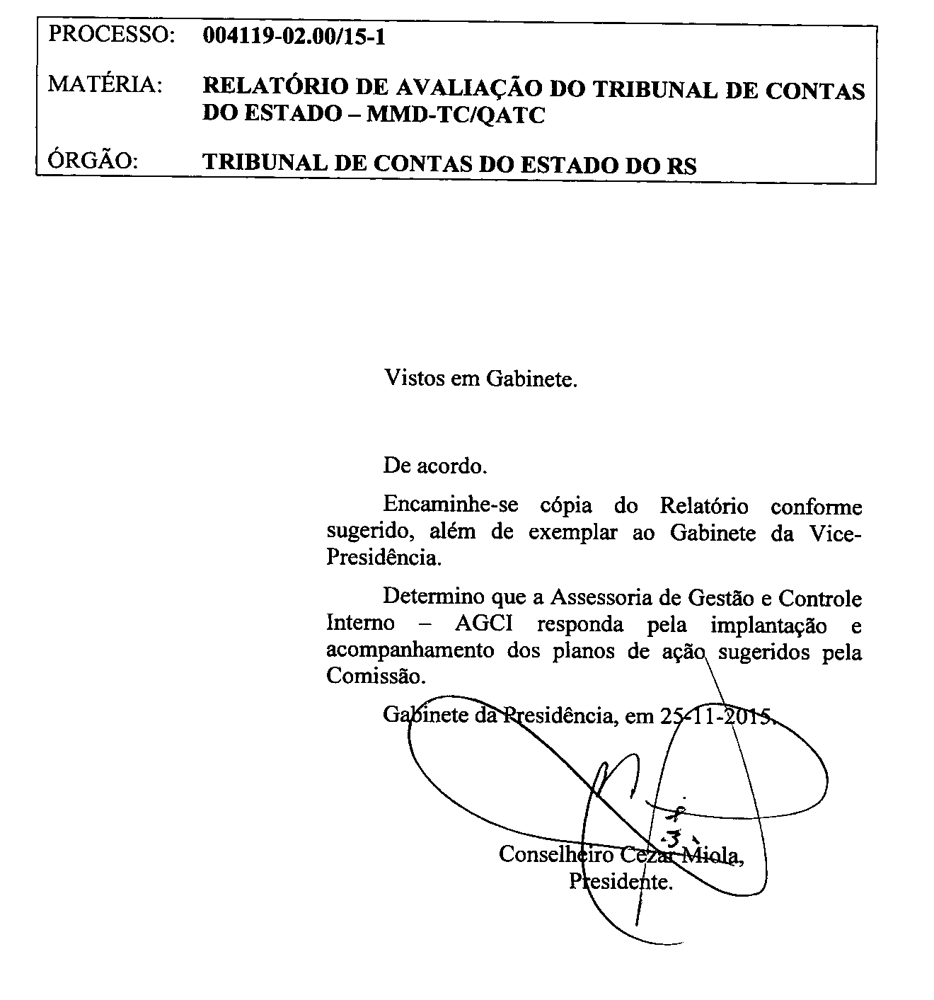 PROCESSO: 004119-02.00/15-1
MATÉRIA: RELATÓRIO DE AVALIAÇÃO DO TRIBUNAL DE CONTAS
DO ESTADO – MMD-TC/QATC
ÓRGÃO: TRIBUNAL DE CONTAS DO ESTADO DO RS
Vistos em Gabinete.
De acordo.
Encaminhe-se cópia do Relatório conforme
sugerido, além de exemplar ao Gabinete da Vice-
Presidência.
Determino que a Assessoria de Gestão e Controle
Interno – AGCI responda pela implantação e
acompanhamento dos planos de ação sugeridos pela
Comissão.
Gabinete da Presidência, em 25-11-2015.
Conselheiro Cezar Miola,
Presidente.